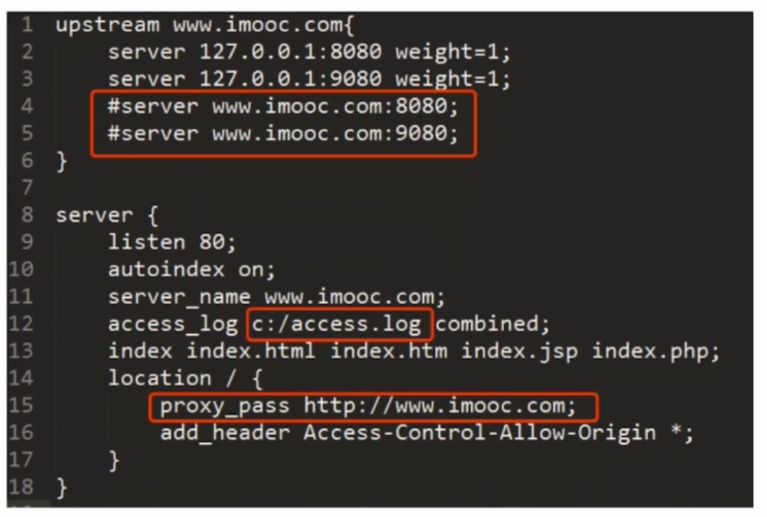 1 upstream www.imooc.com{
2 server 127.0.0.1:8080 weight=1;
3 server 127.0.0.1:9080 weight=1;
4 #server www.imooc.com:8080;
5 #server www.imooc.com:9080;
6 }
7
8 server {
9 listen 80;
10 autoindex on;
11 server_name www.imooc.com;
12 access_log c:/access.log combined;
13 index index.html index.htm index.jsp index.php;
14 location / {
15 proxy_pass http://www.imooc.com;
16 add_header Access-Control-Allow-Origin *;
17 }
18 }